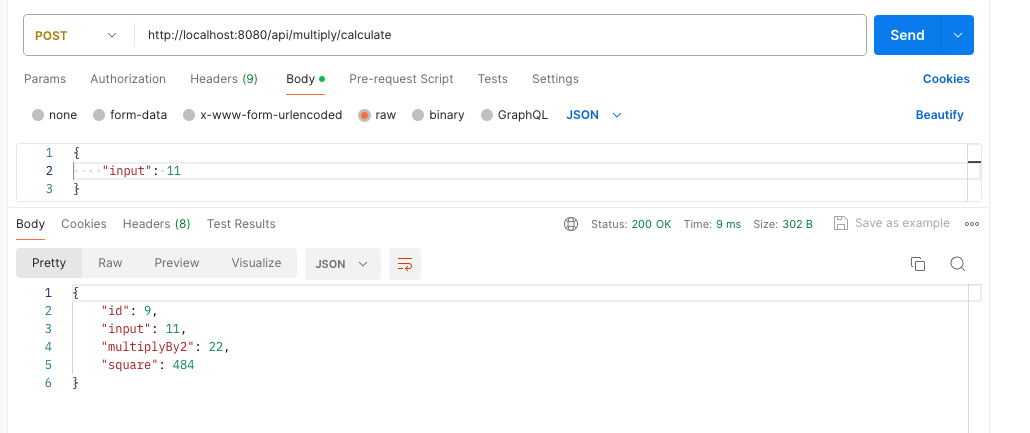 POST http://localhost:8080/api/multiply/calculate Send
Params Authorization Headers (9) Body Pre-request Script Tests Settings Cookies
none form-data x-www-form-urlencoded raw binary GraphQL JSON Beautify
1 {
2 ····"input":·11
3 }
Body Cookies Headers (8) Test Results Status: 200 OK Time: 9 ms Size: 302 B Save as example
Pretty Raw Preview Visualize JSON
1 {
2 "id": 9,
3 "input": 11,
4 "multiplyBy2": 22,
5 "square": 484
6 }